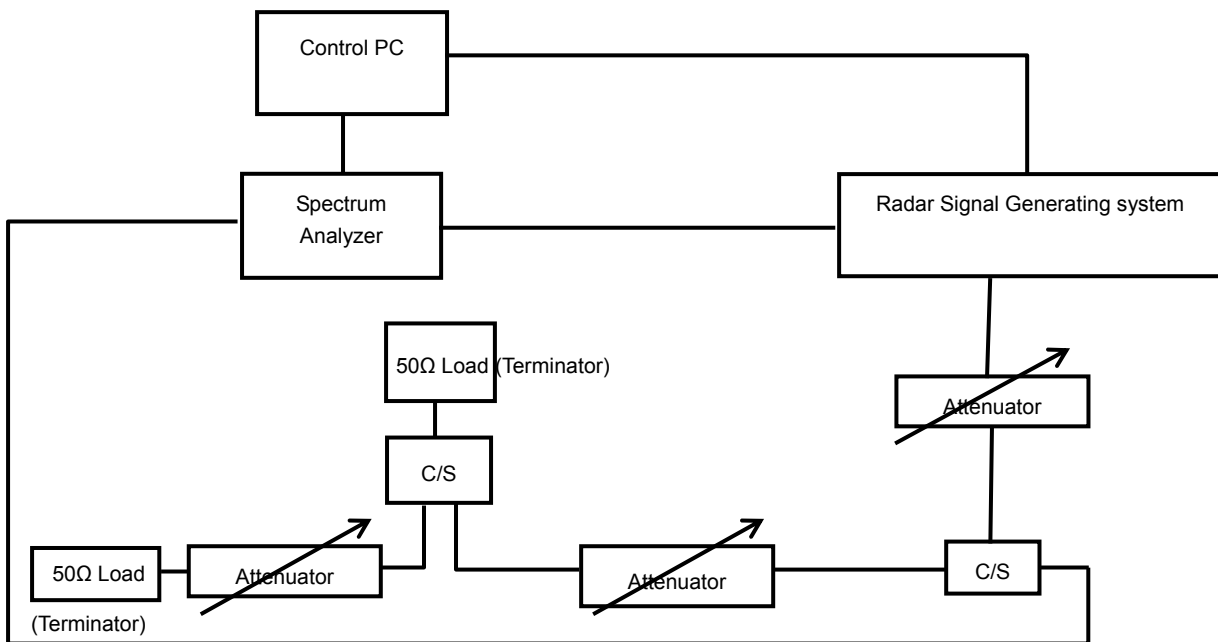 Control PC
Spectrum
Analyzer
Radar Signal Generating system
50Ω Load (Terminator)
Attenuator
C/S
50Ω Load
(Terminator)
Attenuator
Attenuator
C/S